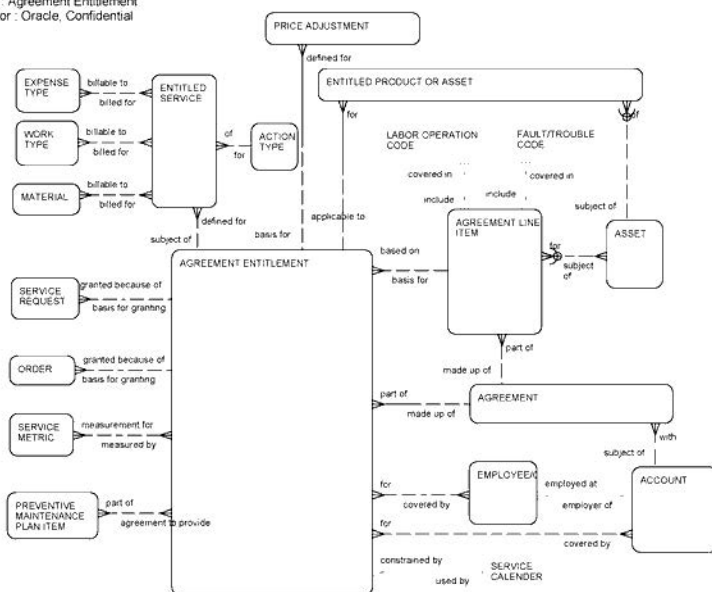 : Agreement Entitlement
or : Oracle, Confidential
PRICE ADJUSTMENT
defined for
EXPENSE
TYPE
billable to
billed for
ENTITLED
SERVICE
ENTITLED PRODUCT OR ASSET
for
of
WORK
TYPE
billable to
billed for
of
for
ACTION
TYPE
LABOR OPERATION
CODE
FAULT/TROUBLE
CODE
covered in
covered in
MATERIAL
billable to
billed for
include
include
subject of
defined for
subject of
basis for
applicable to
AGREEMENT LINE
ITEM
ASSET
for
subject
of
AGREEMENT ENTITLEMENT
based on
basis for
SERVICE
REQUEST
granted because of
basis for granting
part of
made up of
ORDER
granted because of
basis for granting
part of
made up of
AGREEMENT
SERVICE
METRIC
measurement for
measured by
with
subject of
PREVENTIVE
MAINTENANCE
PLAN ITEM
part of
agreement to provide
for
covered by
EMPLOYEE/C
employed at
employer of
ACCOUNT
for
covered by
constrained by
used by
SERVICE
CALENDER